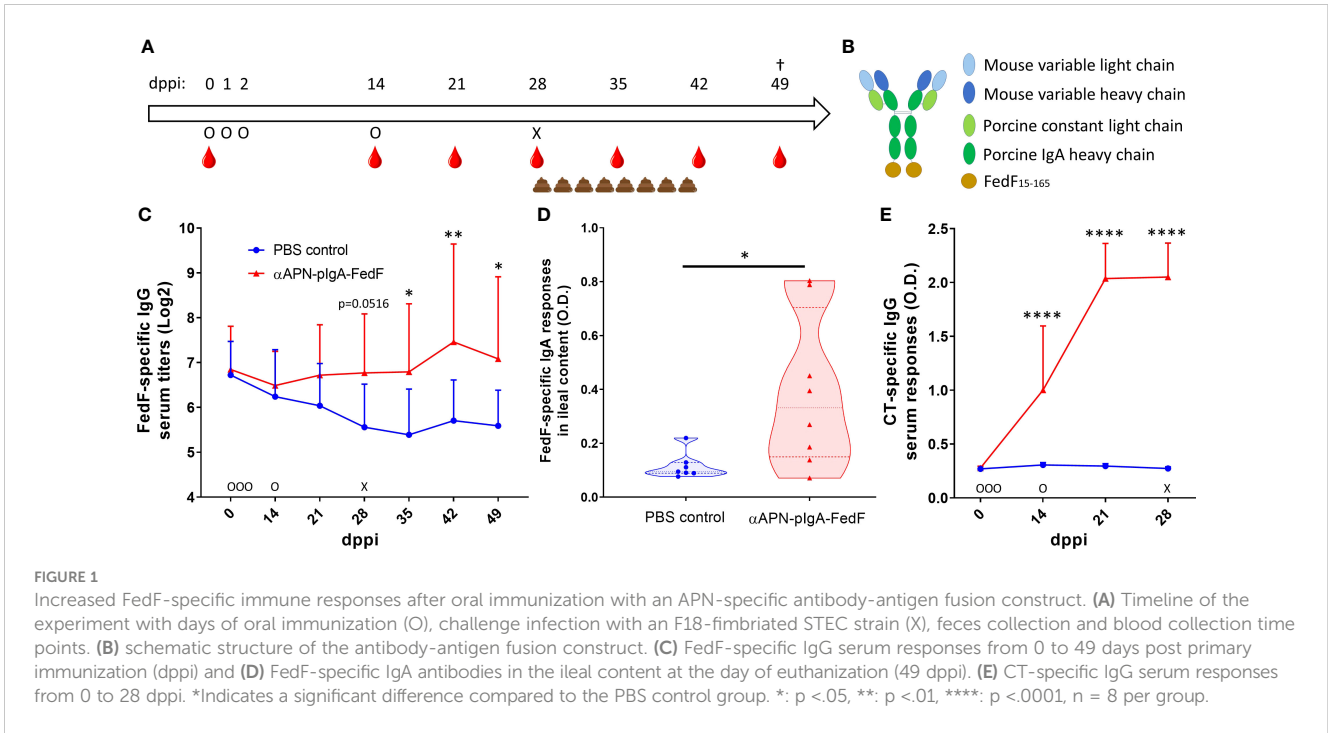 A
dppi: 0 1 2 14 21 28 35 42 49
†
O O O O X
B
Mouse variable light chain
Mouse variable heavy chain
Porcine constant light chain
Porcine IgA heavy chain
FedF15-165
C
FedF-specific IgG
serum titers (Log2)
10
9
8
7
6
5
4
PBS control
αAPN-pIgA-FedF
p=0.0516
*
**
*
OOO O X
0 14 21 28 35 42 49
dppi
D
FedF-specific IgA responses
in ileal content (O.D.)
1.0
0.8
0.6
0.4
0.2
0.0
*
PBS control αAPN-pIgA-FedF
E
CT-specific IgG
serum responses (O.D.)
2.5
2.0
1.5
1.0
0.5
0.0
**** **** ****
OOO O X
0 14 21 28
dppi
FIGURE 1
Increased FedF-specific immune responses after oral immunization with an APN-specific antibody-antigen fusion construct. (A) Timeline of the
experiment with days of oral immunization (O), challenge infection with an F18-fimbriated STEC strain (X), feces collection and blood collection time
points. (B) schematic structure of the antibody-antigen fusion construct. (C) FedF-specific IgG serum responses from 0 to 49 days post primary
immunization (dppi) and (D) FedF-specific IgA antibodies in the ileal content at the day of euthanization (49 dppi). (E) CT-specific IgG serum responses
from 0 to 28 dppi. *Indicates a significant difference compared to the PBS control group. *: p <.05, **: p <.01, ****: p <.0001, n = 8 per group.